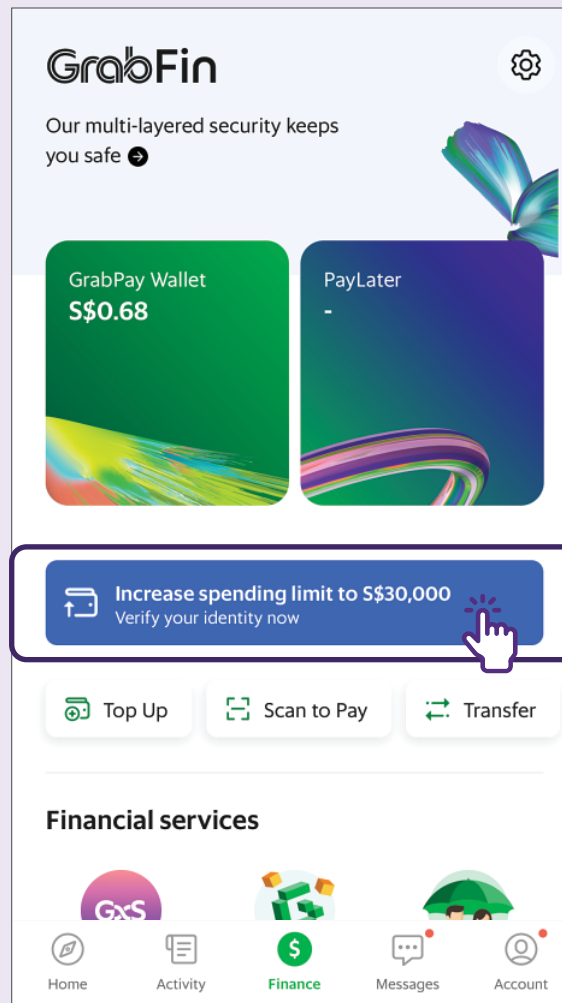 GrabFin
Our multi-layered security keeps
you safe
GrabPay Wallet
S$0.68
PayLater
-
Increase spending limit to S$30,000
Verify your identity now
Top Up
Scan to Pay
Transfer
Financial services
GXS
Home
Activity
$
Finance
Messages
Account